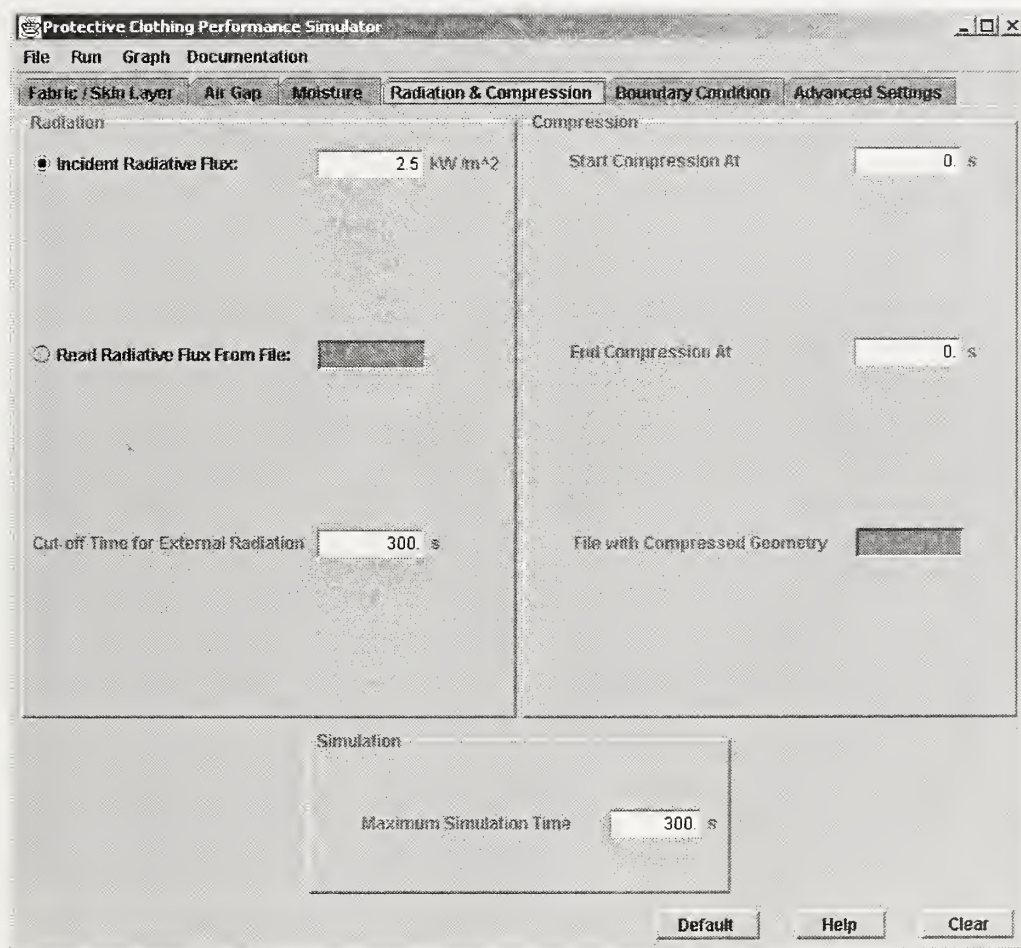 Protective Clothing Performance Simulator
File Run Graph Documentation
Fabric / Skin Layer Air Gap Moisture Radiation & Compression Boundary Condition Advanced Settings
Radiation
Incident Radiative Flux: 2.5 kW /m^2
Read Radiative Flux From File:
Cut-off Time for External Radiation 300. s
Compression
Start Compression At 0. s
End Compression At 0. s
File with Compressed Geometry
Simulation
Maximum Simulation Time 300. s
Default Help Clear